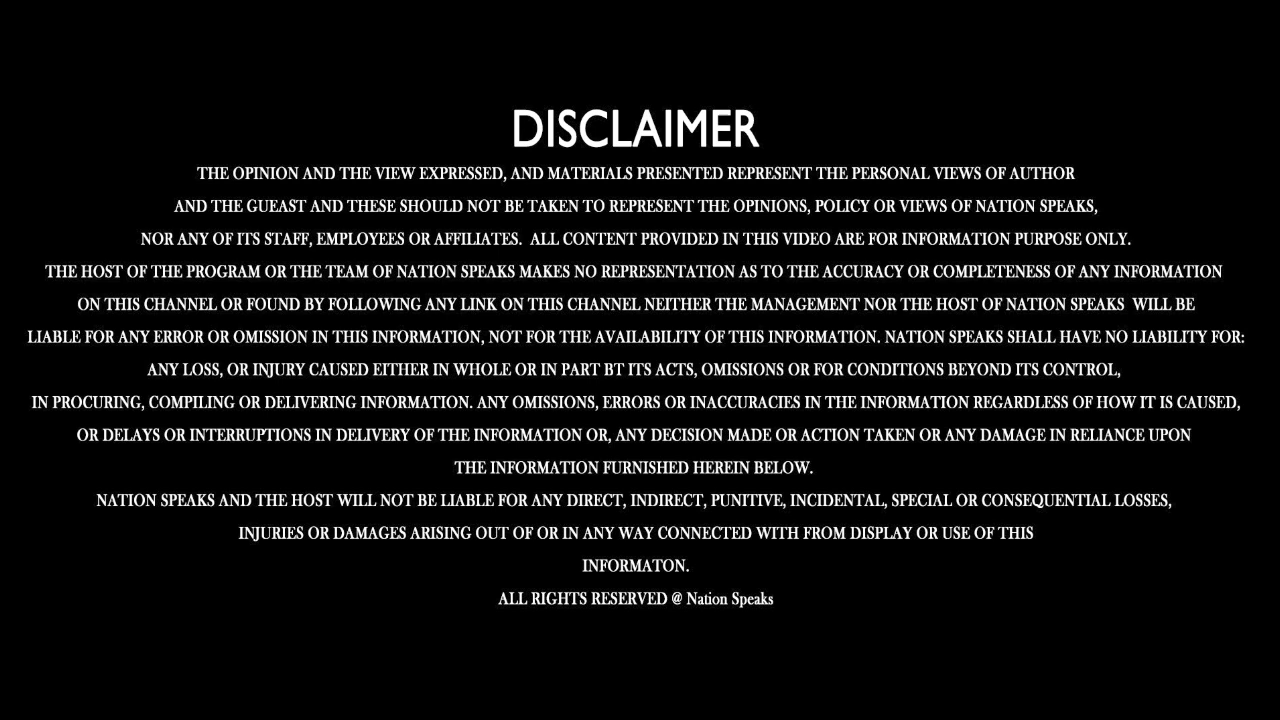 DISCLAIMER
THE OPINION AND THE VIEW EXPRESSED, AND MATERIALS PRESENTED REPRESENT THE PERSONAL VIEWS OF AUTHOR
AND THE GUEAST AND THESE SHOULD NOT BE TAKEN TO REPRESENT THE OPINIONS, POLICY OR VIEWS OF NATION SPEAKS,
NOR ANY OF ITS STAFF, EMPLOYEES OR AFFILIATES.  ALL CONTENT PROVIDED IN THIS VIDEO ARE FOR INFORMATION PURPOSE ONLY.
THE HOST OF THE PROGRAM OR THE TEAM OF NATION SPEAKS MAKES NO REPRESENTATION AS TO THE ACCURACY OR COMPLETENESS OF ANY INFORMATION
ON THIS CHANNEL OR FOUND BY FOLLOWING ANY LINK ON THIS CHANNEL NEITHER THE MANAGEMENT NOR THE HOST OF NATION SPEAKS  WILL BE
LIABLE FOR ANY ERROR OR OMISSION IN THIS INFORMATION, NOT FOR THE AVAILABILITY OF THIS INFORMATION. NATION SPEAKS SHALL HAVE NO LIABILITY FOR:
ANY LOSS, OR INJURY CAUSED EITHER IN WHOLE OR IN PART BT ITS ACTS, OMISSIONS OR FOR CONDITIONS BEYOND ITS CONTROL,
IN PROCURING, COMPILING OR DELIVERING INFORMATION. ANY OMISSIONS, ERRORS OR INACCURACIES IN THE INFORMATION REGARDLESS OF HOW IT IS CAUSED,
OR DELAYS OR INTERRUPTIONS IN DELIVERY OF THE INFORMATION OR, ANY DECISION MADE OR ACTION TAKEN OR ANY DAMAGE IN RELIANCE UPON
THE INFORMATION FURNISHED HEREIN BELOW.
NATION SPEAKS AND THE HOST WILL NOT BE LIABLE FOR ANY DIRECT, INDIRECT, PUNITIVE, INCIDENTAL, SPECIAL OR CONSEQUENTIAL LOSSES,
INJURIES OR DAMAGES ARISING OUT OF OR IN ANY WAY CONNECTED WITH FROM DISPLAY OR USE OF THIS
INFORMATON.
ALL RIGHTS RESERVED @ Nation Speaks